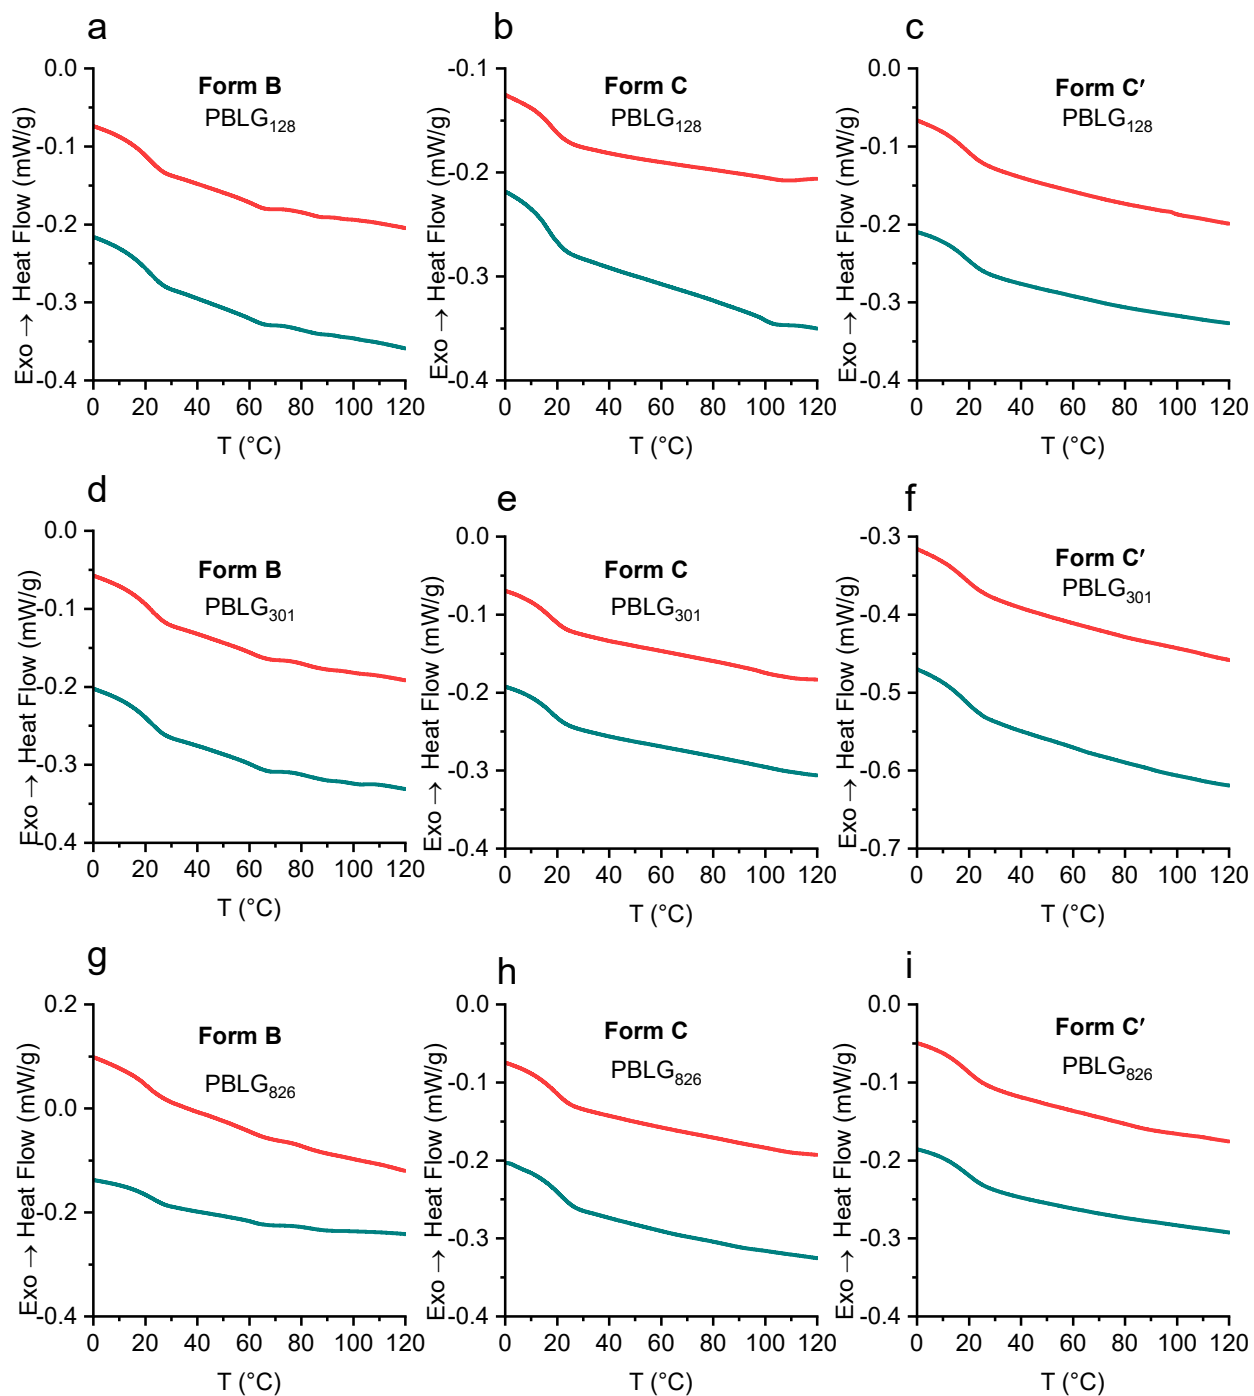 a
Form B
PBLG₁₂₈
Exo → Heat Flow (mW/g)
0.0
-0.1
-0.2
-0.3
-0.4
0 20 40 60 80 100 120
T (°C)
b
Form C
PBLG₁₂₈
Exo → Heat Flow (mW/g)
-0.1
-0.2
-0.3
-0.4
0 20 40 60 80 100 120
T (°C)
c
Form C′
PBLG₁₂₈
Exo → Heat Flow (mW/g)
0.0
-0.1
-0.2
-0.3
-0.4
0 20 40 60 80 100 120
T (°C)
d
Form B
PBLG₃₀₁
Exo → Heat Flow (mW/g)
0.0
-0.1
-0.2
-0.3
-0.4
0 20 40 60 80 100 120
T (°C)
e
Form C
PBLG₃₀₁
Exo → Heat Flow (mW/g)
0.0
-0.1
-0.2
-0.3
-0.4
0 20 40 60 80 100 120
T (°C)
f
Form C′
PBLG₃₀₁
Exo → Heat Flow (mW/g)
-0.3
-0.4
-0.5
-0.6
-0.7
0 20 40 60 80 100 120
T (°C)
g
Form B
PBLG₈₂₆
Exo → Heat Flow (mW/g)
0.2
0.0
-0.2
-0.4
0 20 40 60 80 100 120
T (°C)
h
Form C
PBLG₈₂₆
Exo → Heat Flow (mW/g)
0.0
-0.1
-0.2
-0.3
-0.4
0 20 40 60 80 100 120
T (°C)
i
Form C′
PBLG₈₂₆
Exo → Heat Flow (mW/g)
0.0
-0.1
-0.2
-0.3
-0.4
0 20 40 60 80 100 120
T (°C)